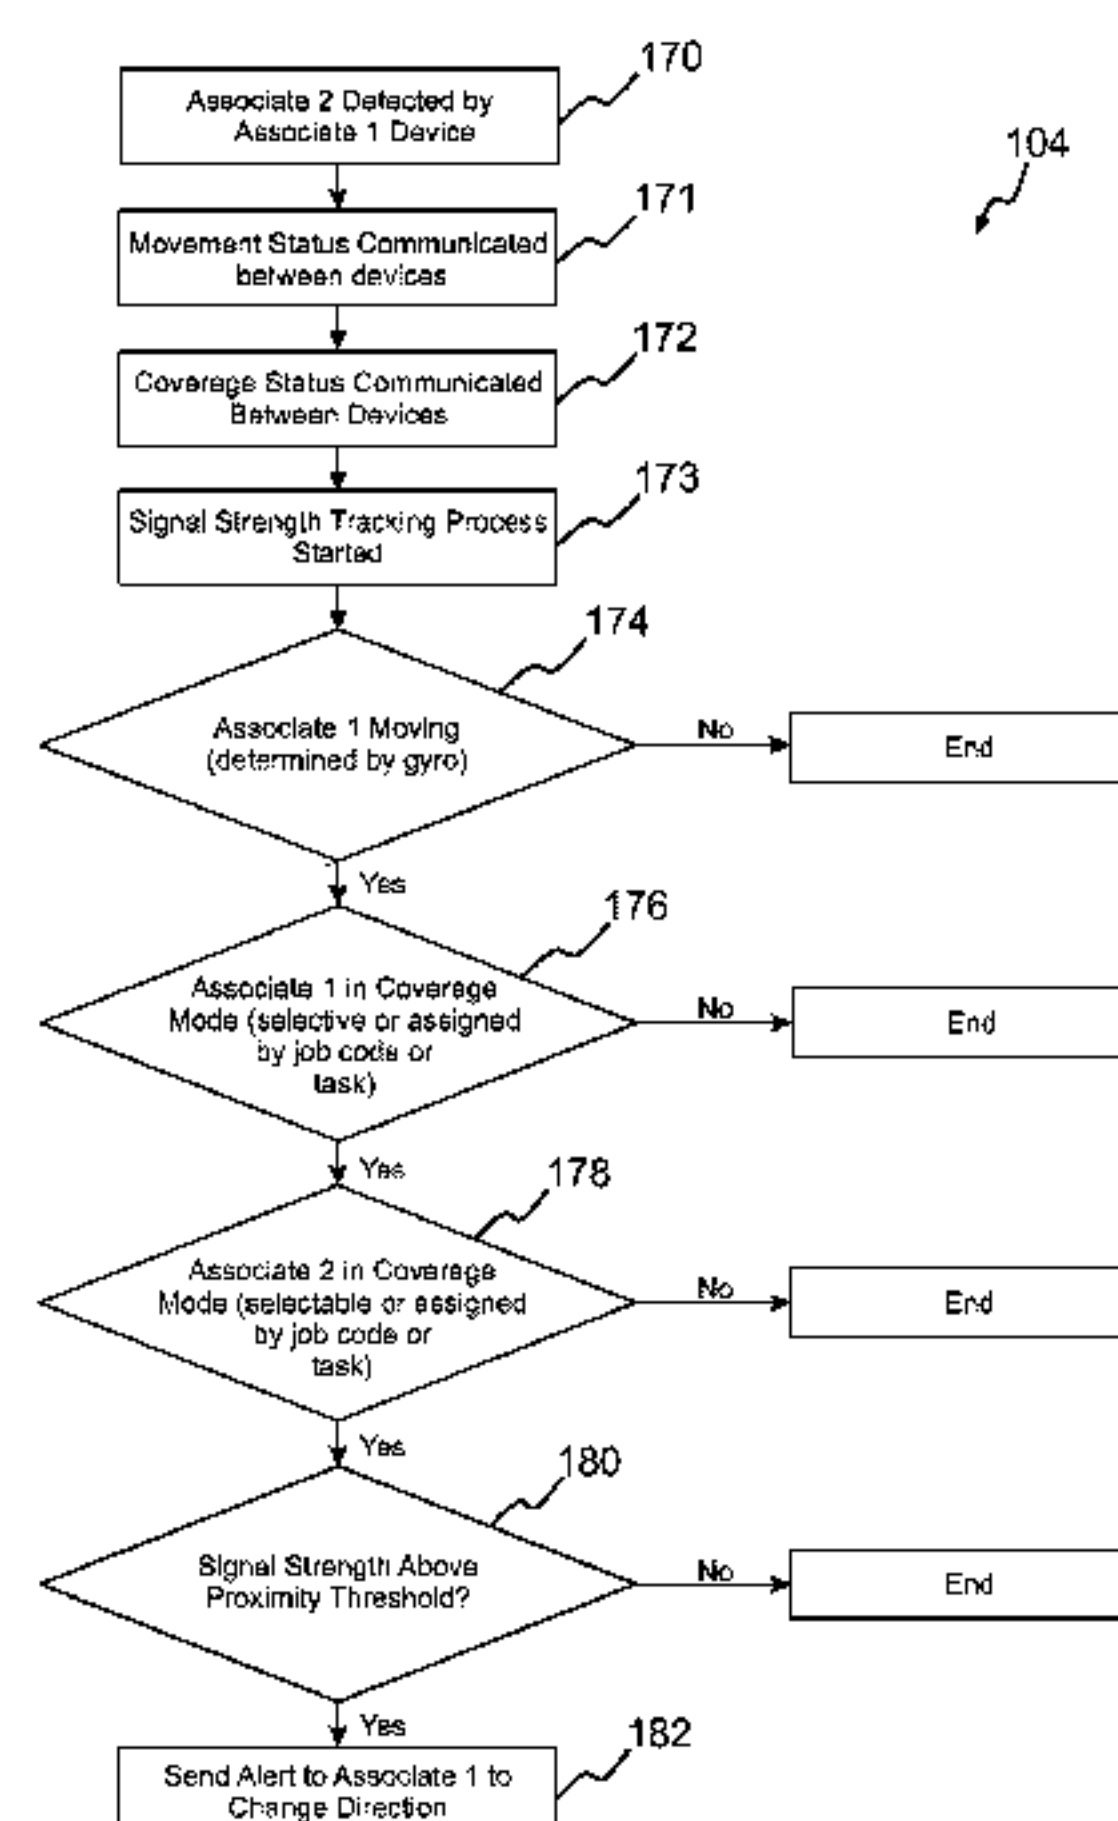 170
Associate 2 Detected by
Associate 1 Device
104
171
Movement Status Communicated
between devices
172
Coverage Status Communicated
Between Devices
173
Signal Strength Tracking Process
Started
174
Associate 1 Moving
(determined by gyro)
No
End
Yes
176
Associate 1 in Coverage
Mode (selective or assigned
by job code or
task)
No
End
Yes
178
Associate 2 in Coverage
Mode (selectable or assigned
by job code or
task)
No
End
Yes
180
Signal Strength Above
Proximity Threshold?
No
End
Yes
182
Send Alert to Associate 1 to
Change Direction